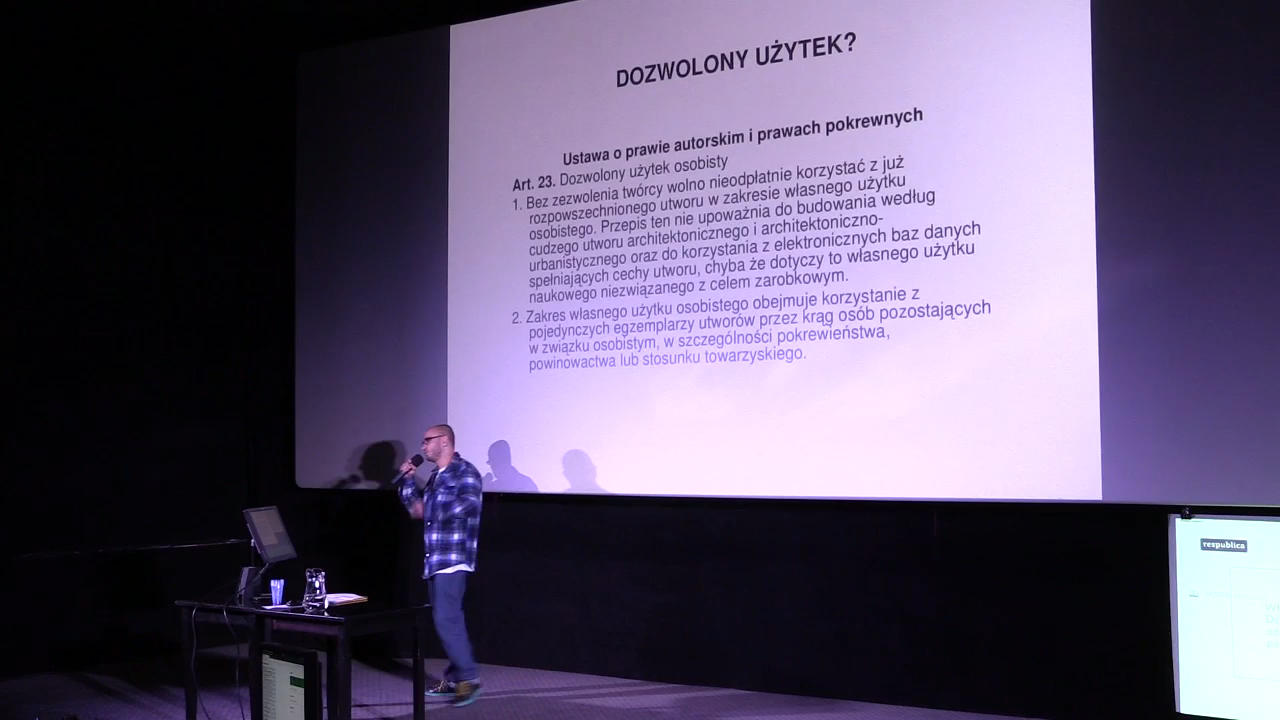 DOZWOLONY UŻYTEK?
Ustawa o prawie autorskim i prawach pokrewnych
Art. 23. Dozwolony użytek osobisty
1. Bez zezwolenia twórcy wolno nieodpłatnie korzystać z już
rozpowszechnionego utworu w zakresie własnego użytku
osobistego. Przepis ten nie upoważnia do budowania według
cudzego utworu architektonicznego i architektoniczno-
urbanistycznego oraz do korzystania z elektronicznych baz danych
spełniających cechy utworu, chyba że dotyczy to własnego użytku
naukowego niezwiązanego z celem zarobkowym.
2. Zakres własnego użytku osobistego obejmuje korzystanie z
pojedynczych egzemplarzy utworów przez krąg osób pozostających
w związku osobistym, w szczególności pokrewieństwa,
powinowactwa lub stosunku towarzyskiego.
respublica